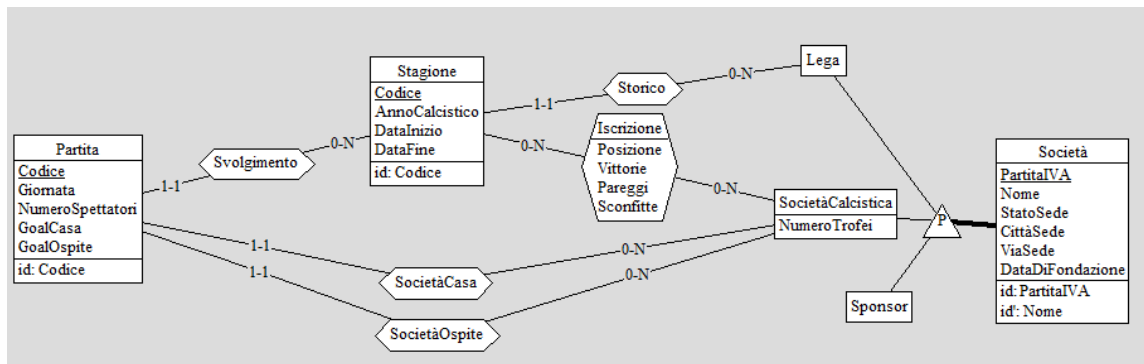 Partita
Codice
Giornata
NumeroSpettatori
GoalCasa
GoalOspite
id: Codice
1-1
1-1
1-1
Svolgimento
0-N
Stagione
Codice
AnnoCalcistico
DataInizio
DataFine
id: Codice
1-1
Storico
0-N
Lega
0-N
Iscrizione
Posizione
Vittorie
Pareggi
Sconfitte
0-N
SocietàCalcistica
NumeroTrofei
SocietàCasa
0-N
SocietàOspite
0-N
P
Sponsor
Società
PartitaIVA
Nome
StatoSede
CittàSede
ViaSede
DataDiFondazione
id: PartitaIVA
id': Nome